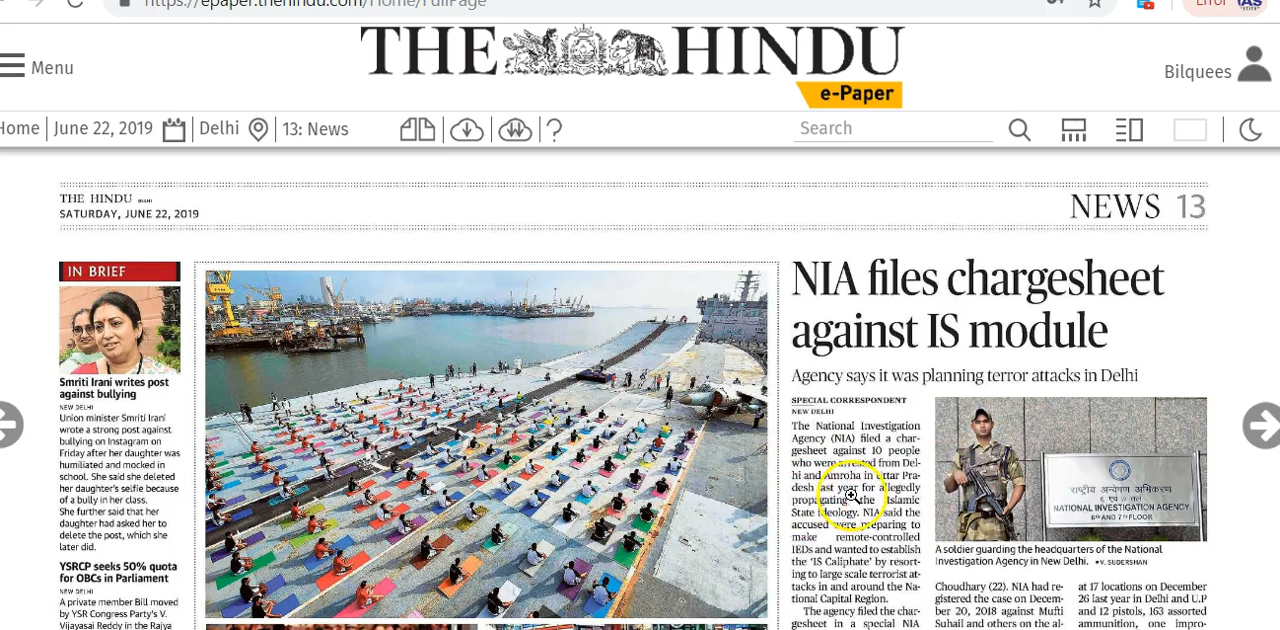 https://epaper.thehindu.com/Home/FullPage
Error
IAS
Menu
THE HINDU
e-Paper
Bilquees
Home
June 22, 2019
Delhi
13: News
?
Search
THE HINDU
SATURDAY, JUNE 22, 2019
NEWS 13
IN BRIEF
Smriti Irani writes post
against bullying
NEW DELHI
Union minister Smriti Irani
wrote a strong post against
bullying on Instagram on
Friday after her daughter was
humiliated and mocked in
school. She said she deleted
her daughter's selfie because
of a bully in her class.
She further said that her
daughter had asked her to
delete the post, which she
later did.
YSRCP seeks 50% quota
for OBCs in Parliament
NEW DELHI
A private member Bill moved
by YSR Congress Party's V.
Vijayasai Reddy in the Rajya
NIA files chargesheet
against IS module
Agency says it was planning terror attacks in Delhi
SPECIAL CORRESPONDENT
NEW DELHI
The National Investigation
Agency (NIA) filed a char-
gesheet against 10 people
who were arrested from Del-
hi and Amroha in Uttar Pra-
desh last year for allegedly
propagating the Islamic
State ideology. NIA said the
accused were preparing to
make remote-controlled
IEDs and wanted to establish
the 'IS Caliphate' by resort-
ing to large scale terrorist at-
tacks in and around the Na-
tional Capital Region.
The agency filed the char-
gesheet in a special NIA
राष्ट्रीय अन्वेषण अभिकरण
६ एवं ७ तल
NATIONAL INVESTIGATION AGENCY
6TH AND 7TH FLOOR
A soldier guarding the headquarters of the National
Investigation Agency in New Delhi. ▪V. SUDERSHAN
Choudhary (22). NIA had re-
gistered the case on Decem-
ber 20, 2018 against Mufti
Suhail and others on the al-
at 17 locations on December
26 last year in Delhi and U.P
and 12 pistols, 163 assorted
ammunition, one impro-